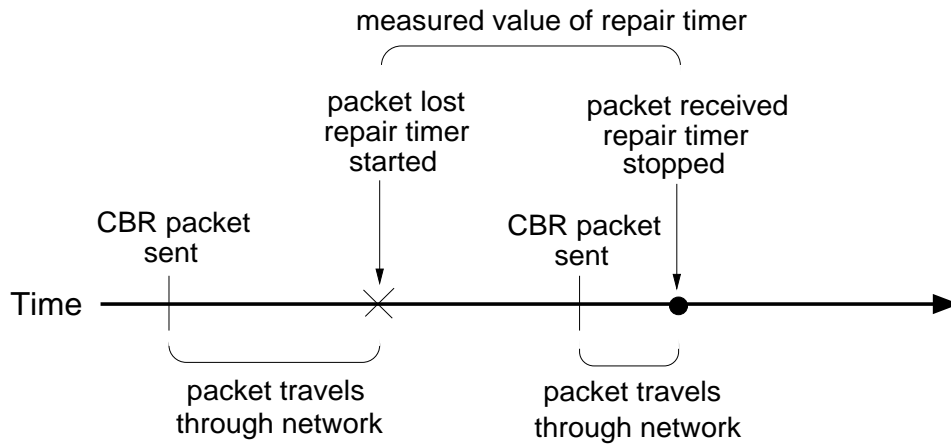 measured value of repair timer
packet lost
repair timer
started
packet received
repair timer
stopped
CBR packet
sent
CBR packet
sent
Time
packet travels
through network
packet travels
through network